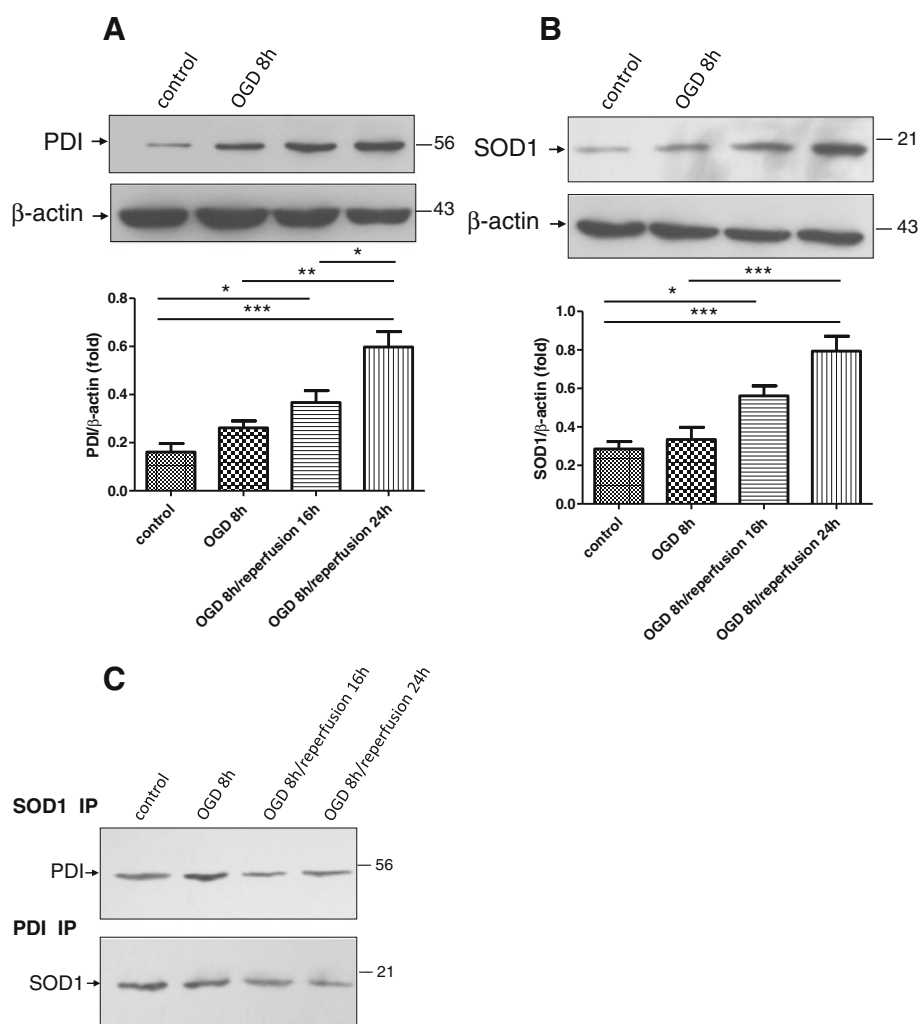 A
control
OGD 8h
PDI
56
β-actin
43
*
**
*
***
0.8
0.6
0.4
0.2
0.0
PDI/β-actin (fold)
control
OGD 8h
OGD 8h/reperfusion 16h
OGD 8h/reperfusion 24h
B
control
OGD 8h
SOD1
21
β-actin
43
***
*
***
1.0
0.8
0.6
0.4
0.2
0.0
SOD1/β-actin (fold)
control
OGD 8h
OGD 8h/reperfusion 16h
OGD 8h/reperfusion 24h
C
control
OGD 8h
OGD 8h/reperfusion 16h
OGD 8h/reperfusion 24h
SOD1 IP
PDI
56
PDI IP
SOD1
21